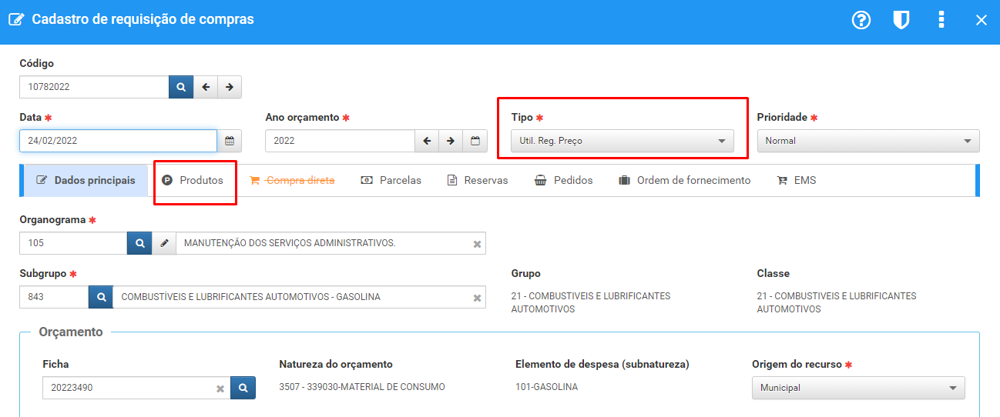 Cadastro de requisição de compras
Código
10782022
Data * Ano orçamento * Tipo * Prioridade *
24/02/2022 2022 Util. Reg. Preço Normal
Dados principais Produtos Compra direta Parcelas Reservas Pedidos Ordem de fornecimento EMS
Organograma *
105 MANUTENÇÃO DOS SERVIÇOS ADMINISTRATIVOS.
Subgrupo * Grupo Classe
843 COMBUSTÍVEIS E LUBRIFICANTES AUTOMOTIVOS - GASOLINA 21 - COMBUSTIVEIS E LUBRIFICANTES 21 - COMBUSTIVEIS E LUBRIFICANTES
AUTOMOTIVOS AUTOMOTIVOS
Orçamento
Ficha Natureza do orçamento Elemento de despesa (subnatureza) Origem do recurso *
20223490 3507 - 339030-MATERIAL DE CONSUMO 101-GASOLINA Municipal